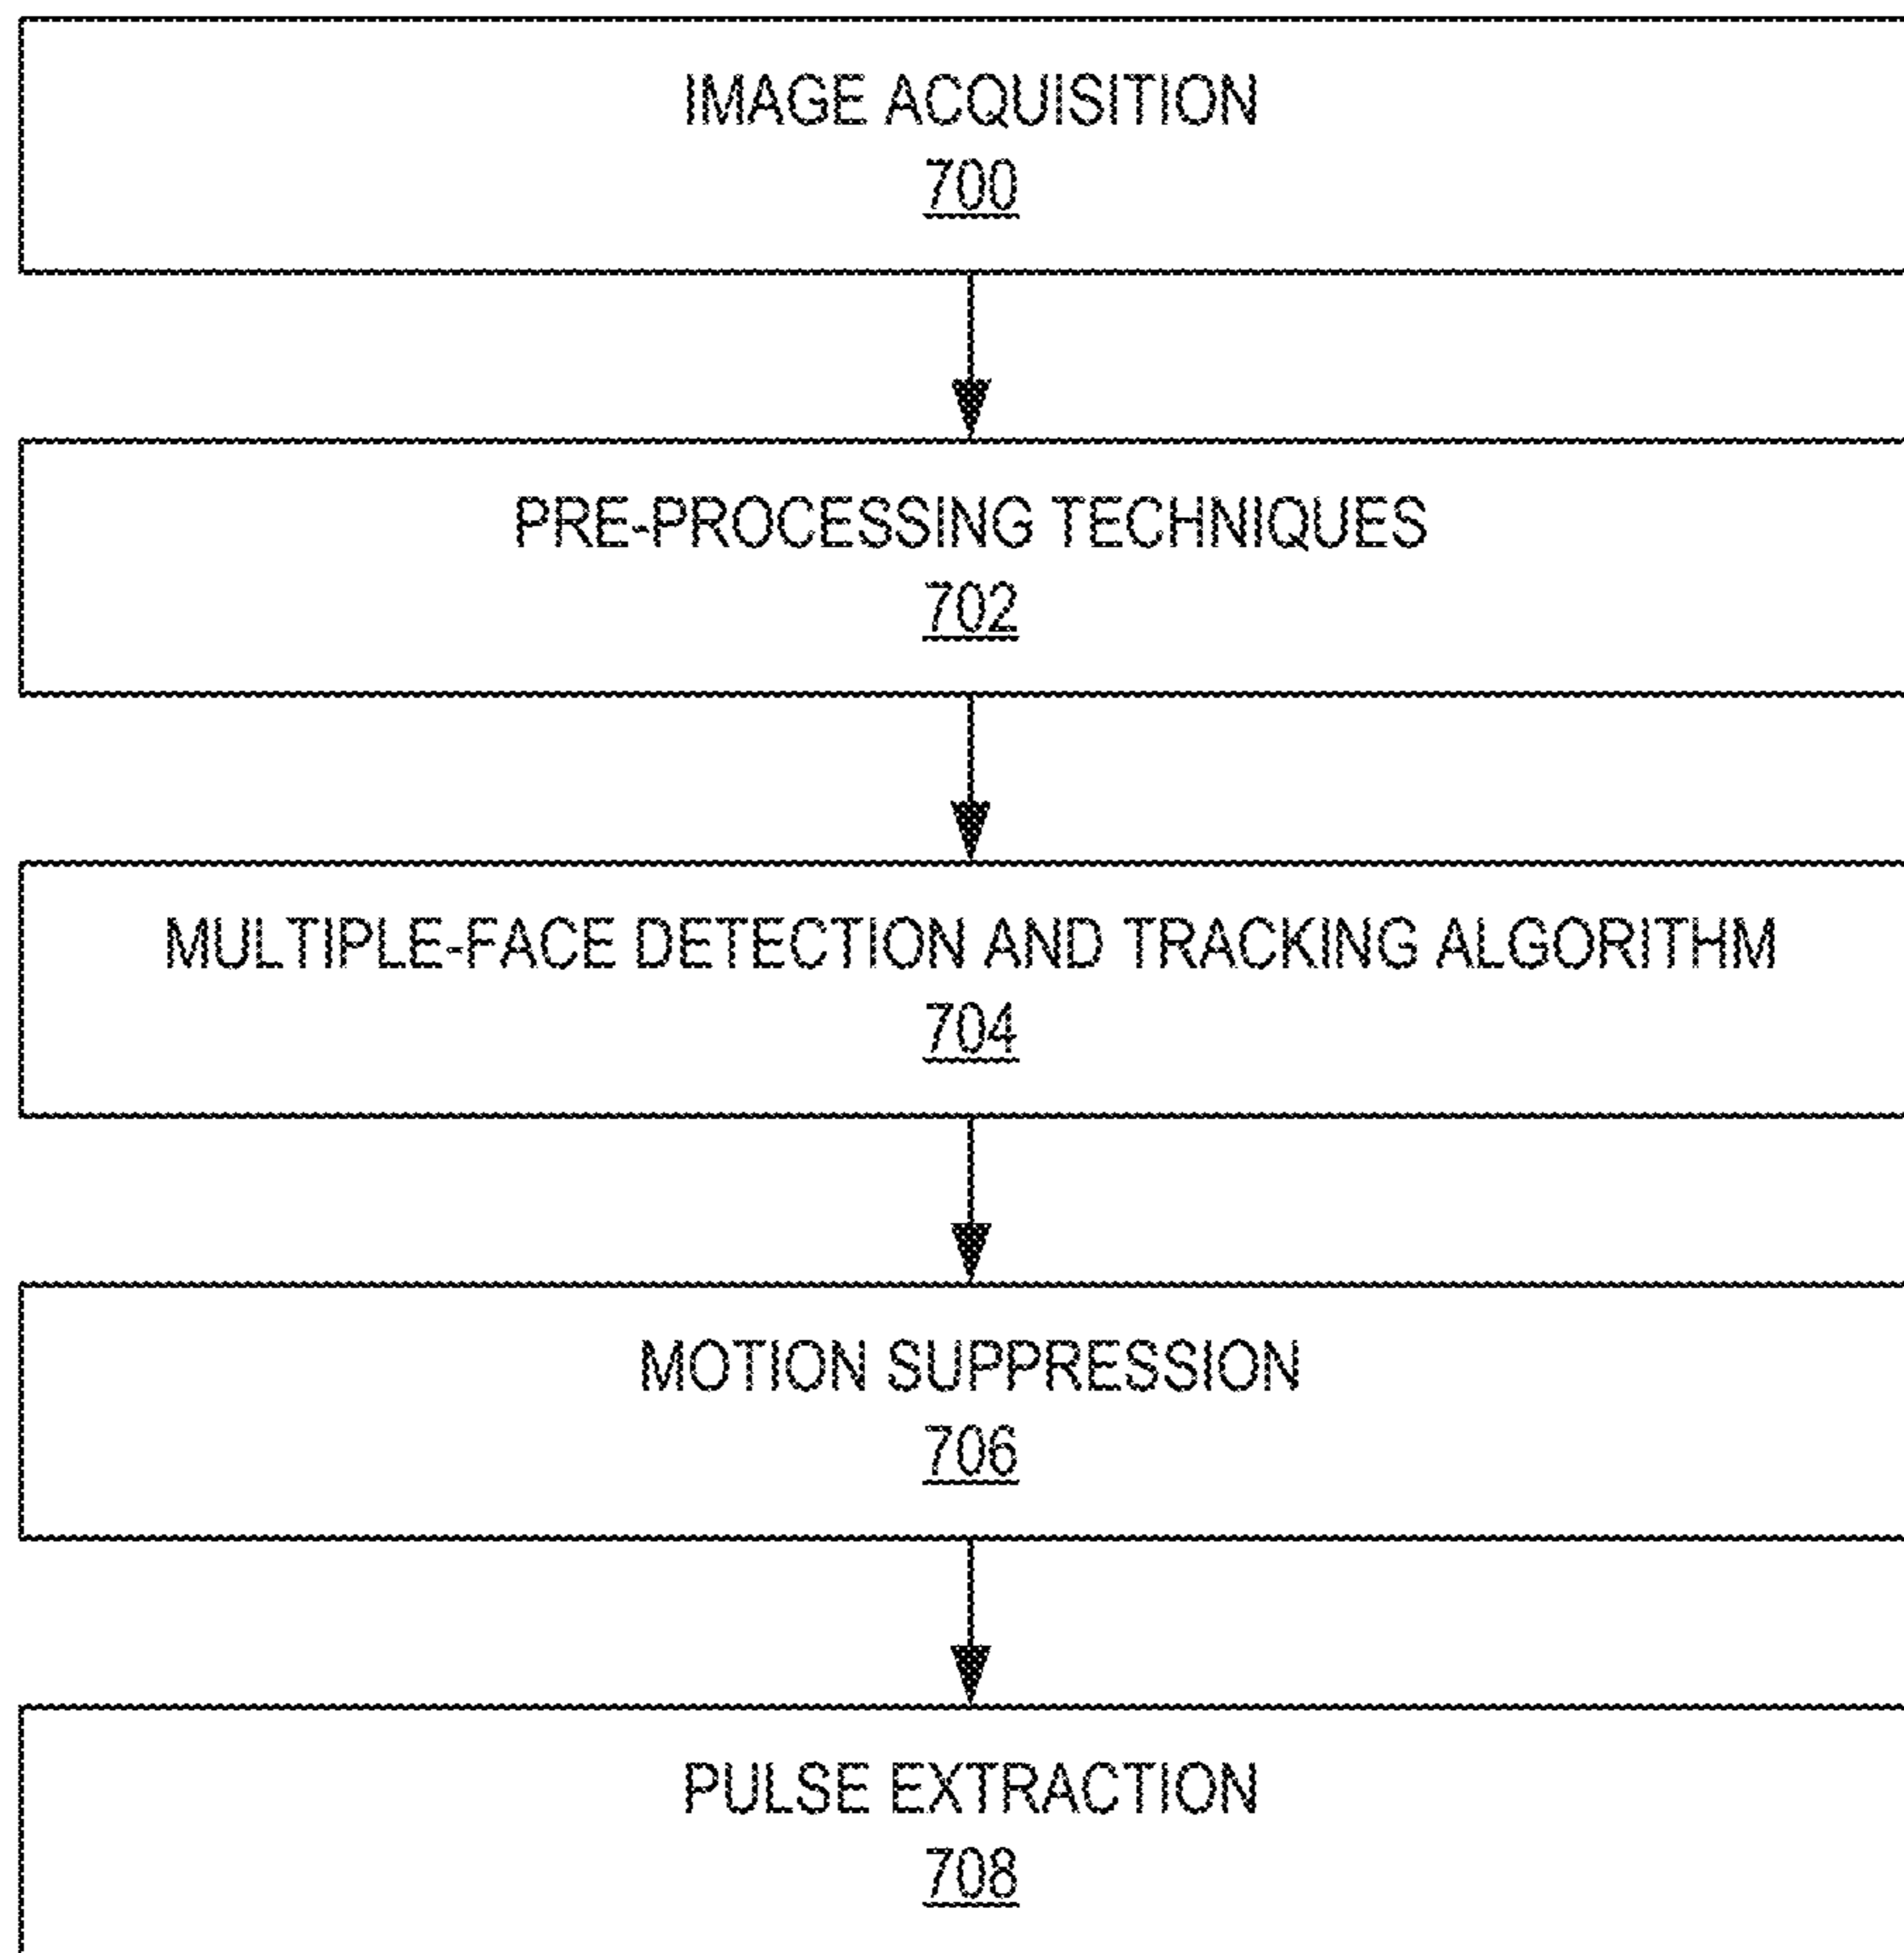 IMAGE ACQUISITION
700
PRE-PROCESSING TECHNIQUES
702
MULTIPLE-FACE DETECTION AND TRACKING ALGORITHM
704
MOTION SUPPRESSION
706
PULSE EXTRACTION
708